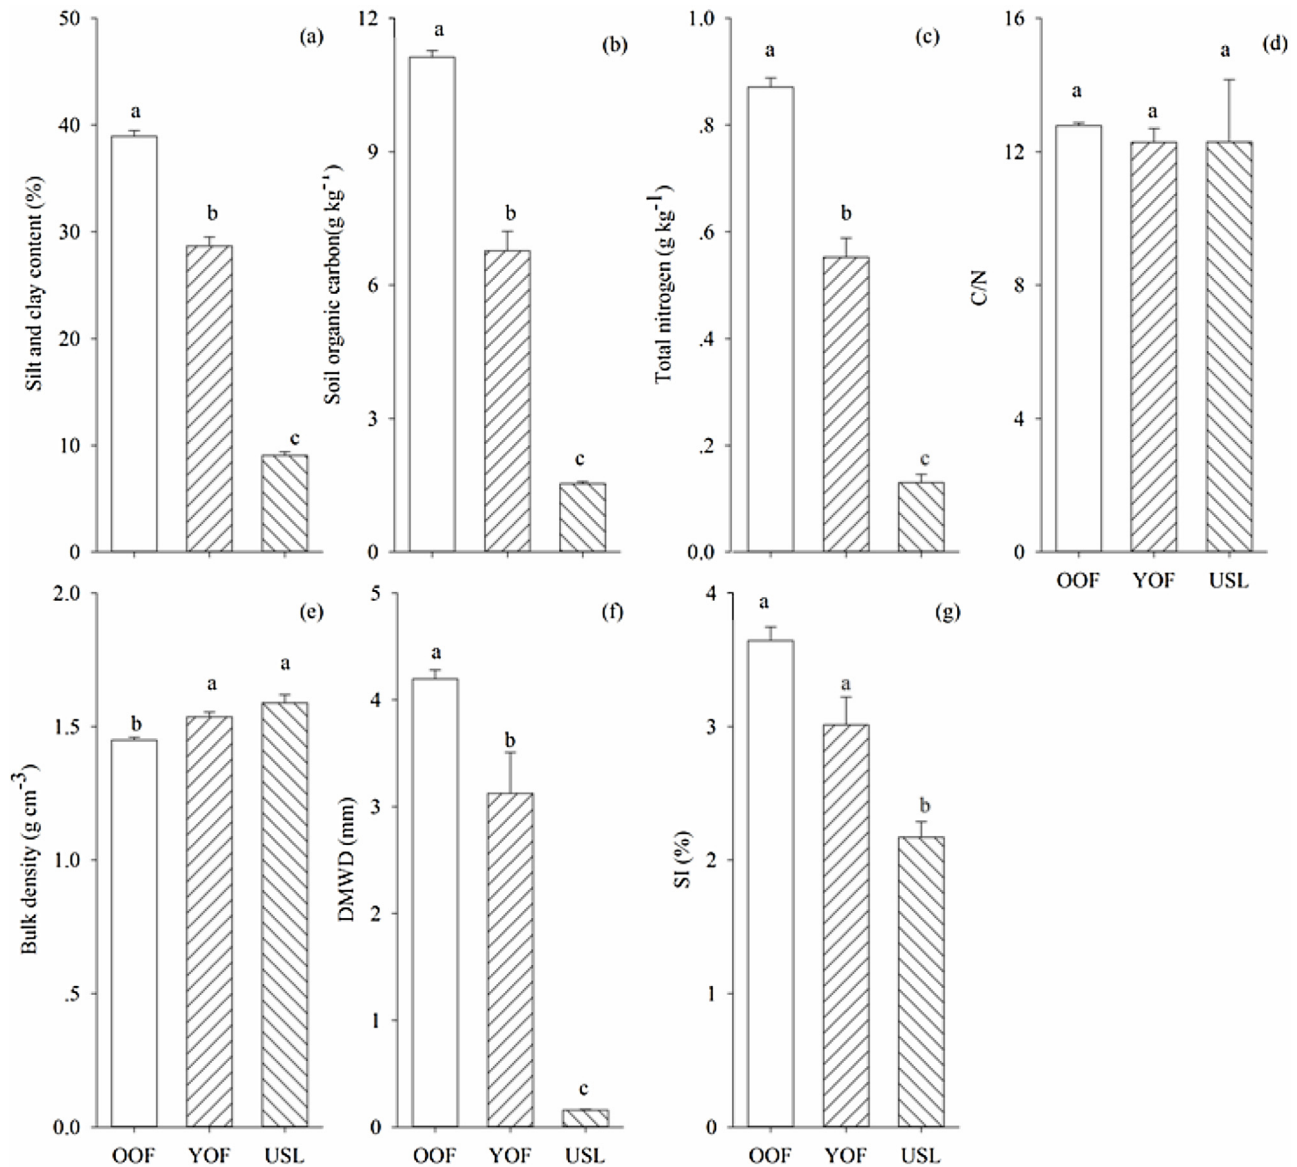 50
40
30
20
10
0
Silt and clay content (%)
(a)
a
b
c
12
9
6
3
0
Soil organic carbon(g kg⁻¹)
(b)
a
b
c
1.0
.8
.6
.4
.2
0.0
Total nitrogen (g kg⁻¹)
(c)
a
b
c
16
12
8
4
0
C/N
(d)
a
a
a
OOF YOF USL
2.0
1.5
1.0
.5
0.0
Bulk density (g cm⁻³)
(e)
b
a
a
OOF YOF USL
5
4
3
2
1
0
DMWD (mm)
(f)
a
b
c
OOF YOF USL
4
3
2
1
0
SI (%)
(g)
a
a
b
OOF YOF USL